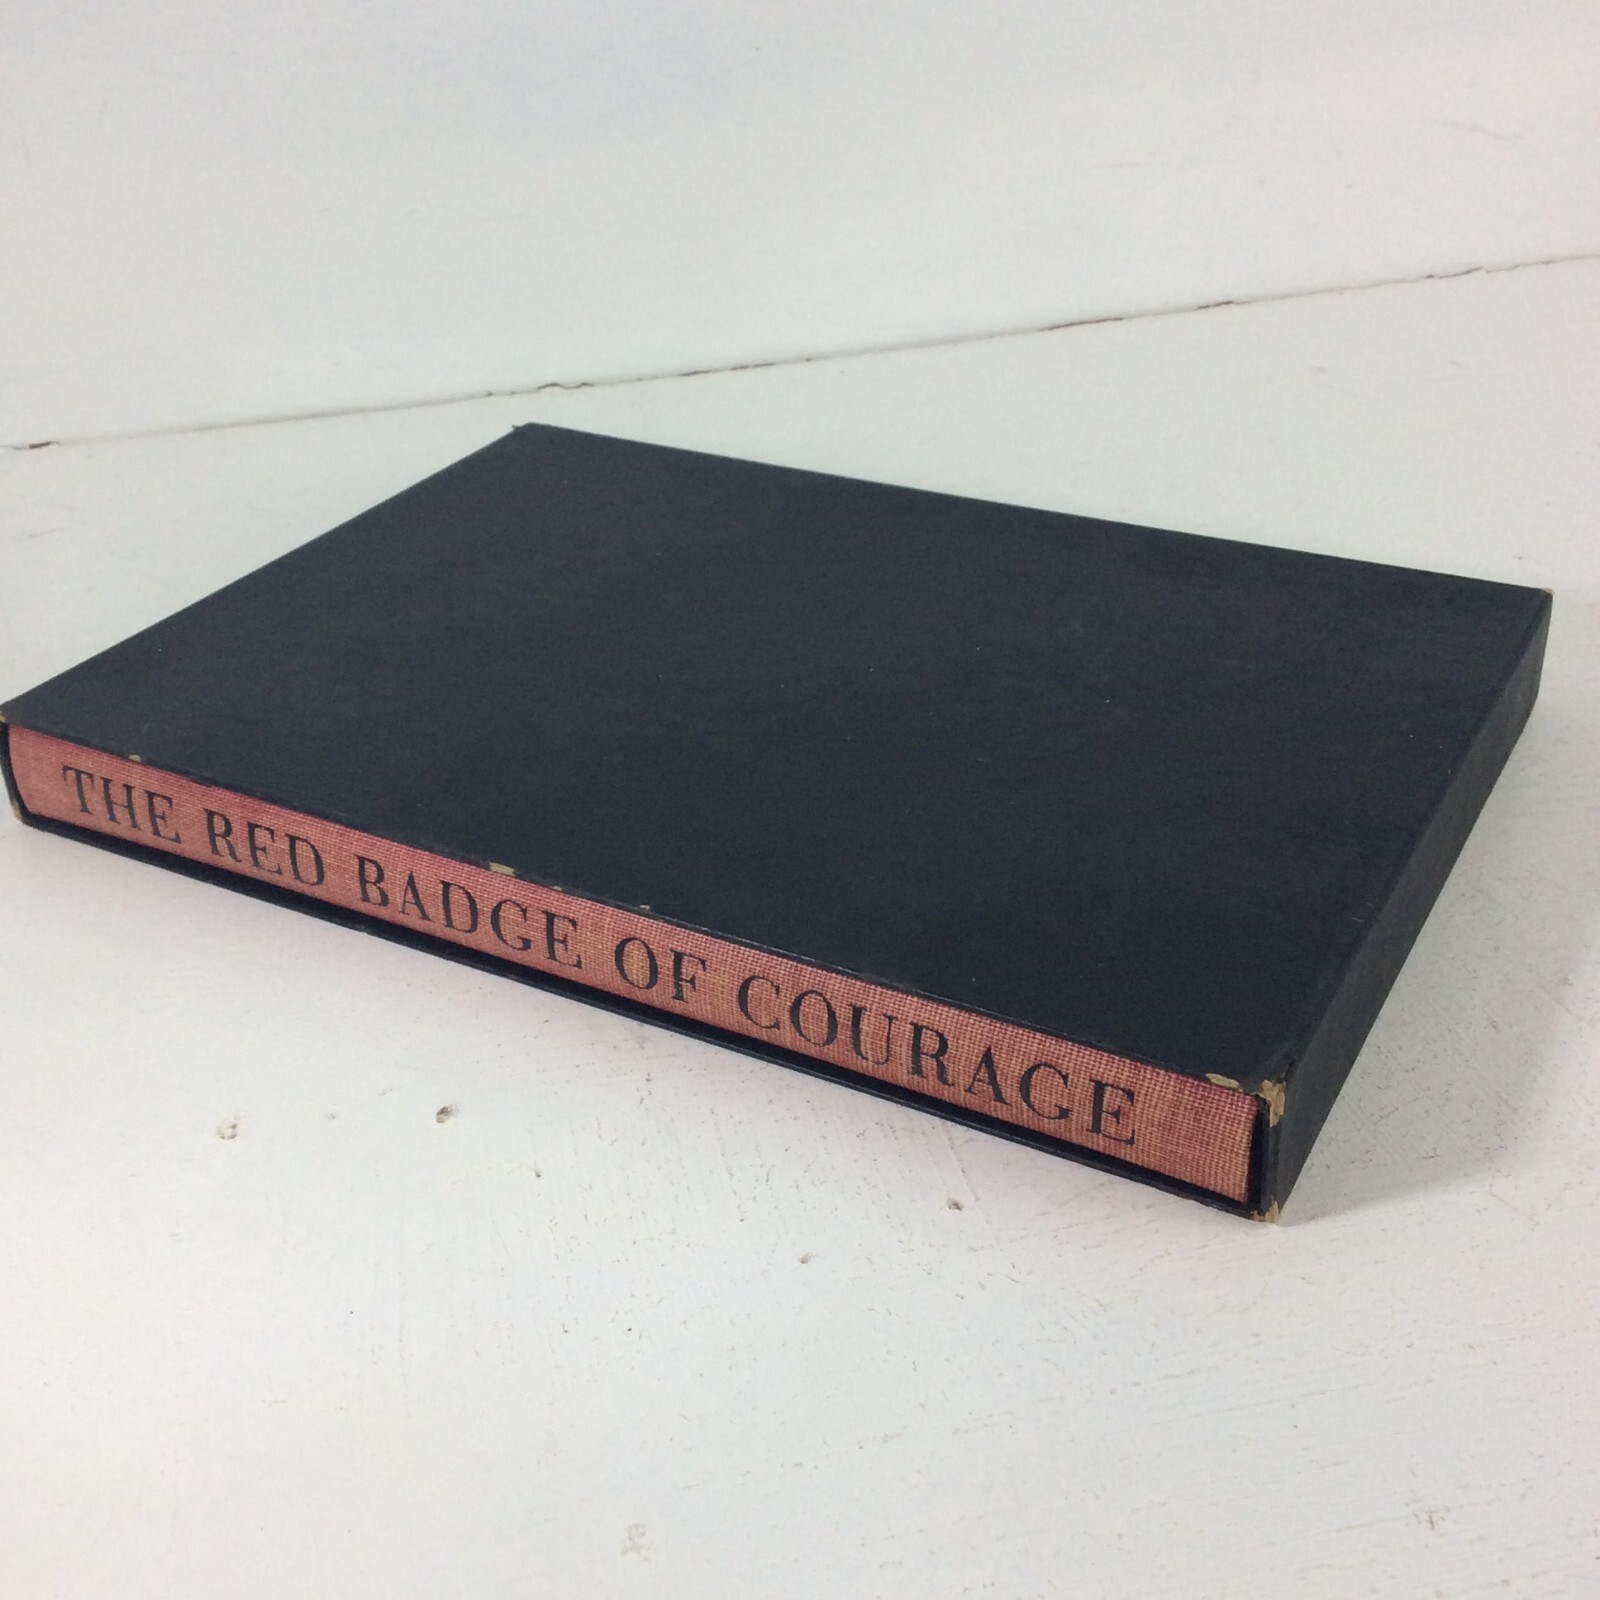 THE RED BADGE OF COURAGE